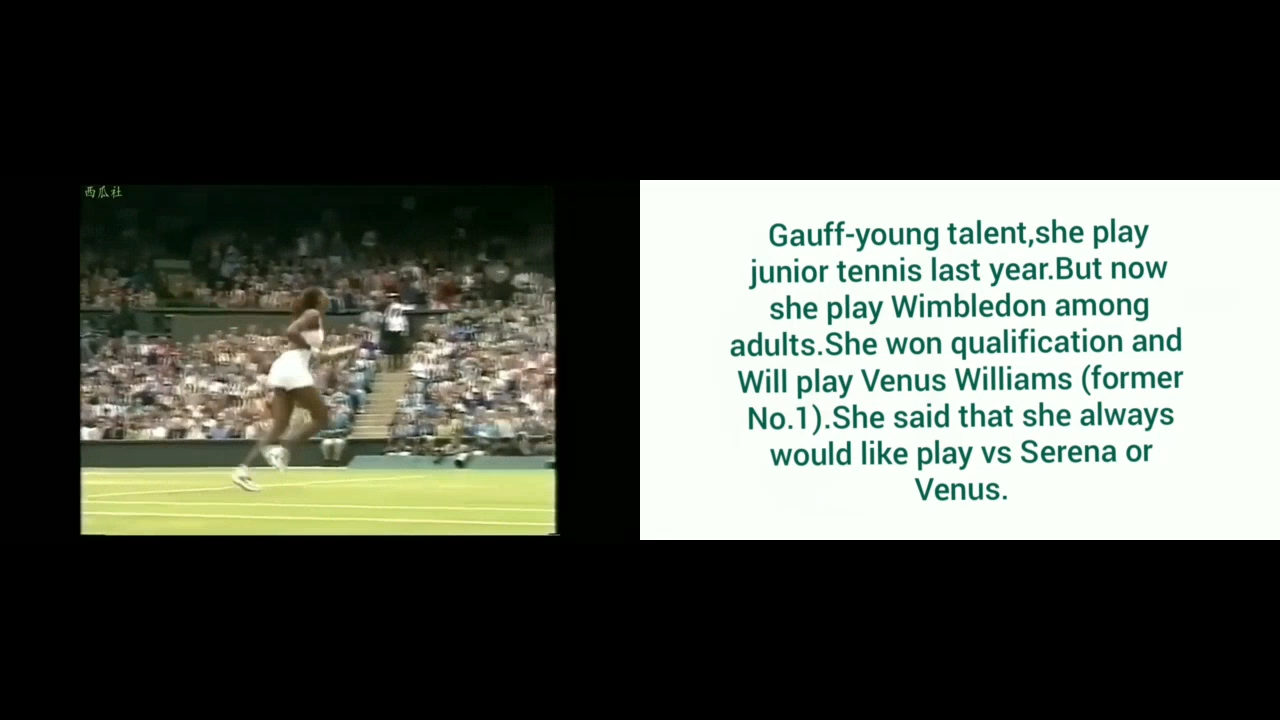 西瓜社
Gauff-young talent,she play
junior tennis last year.But now
she play Wimbledon among
adults.She won qualification and
Will play Venus Williams (former
No.1).She said that she always
would like play vs Serena or
Venus.